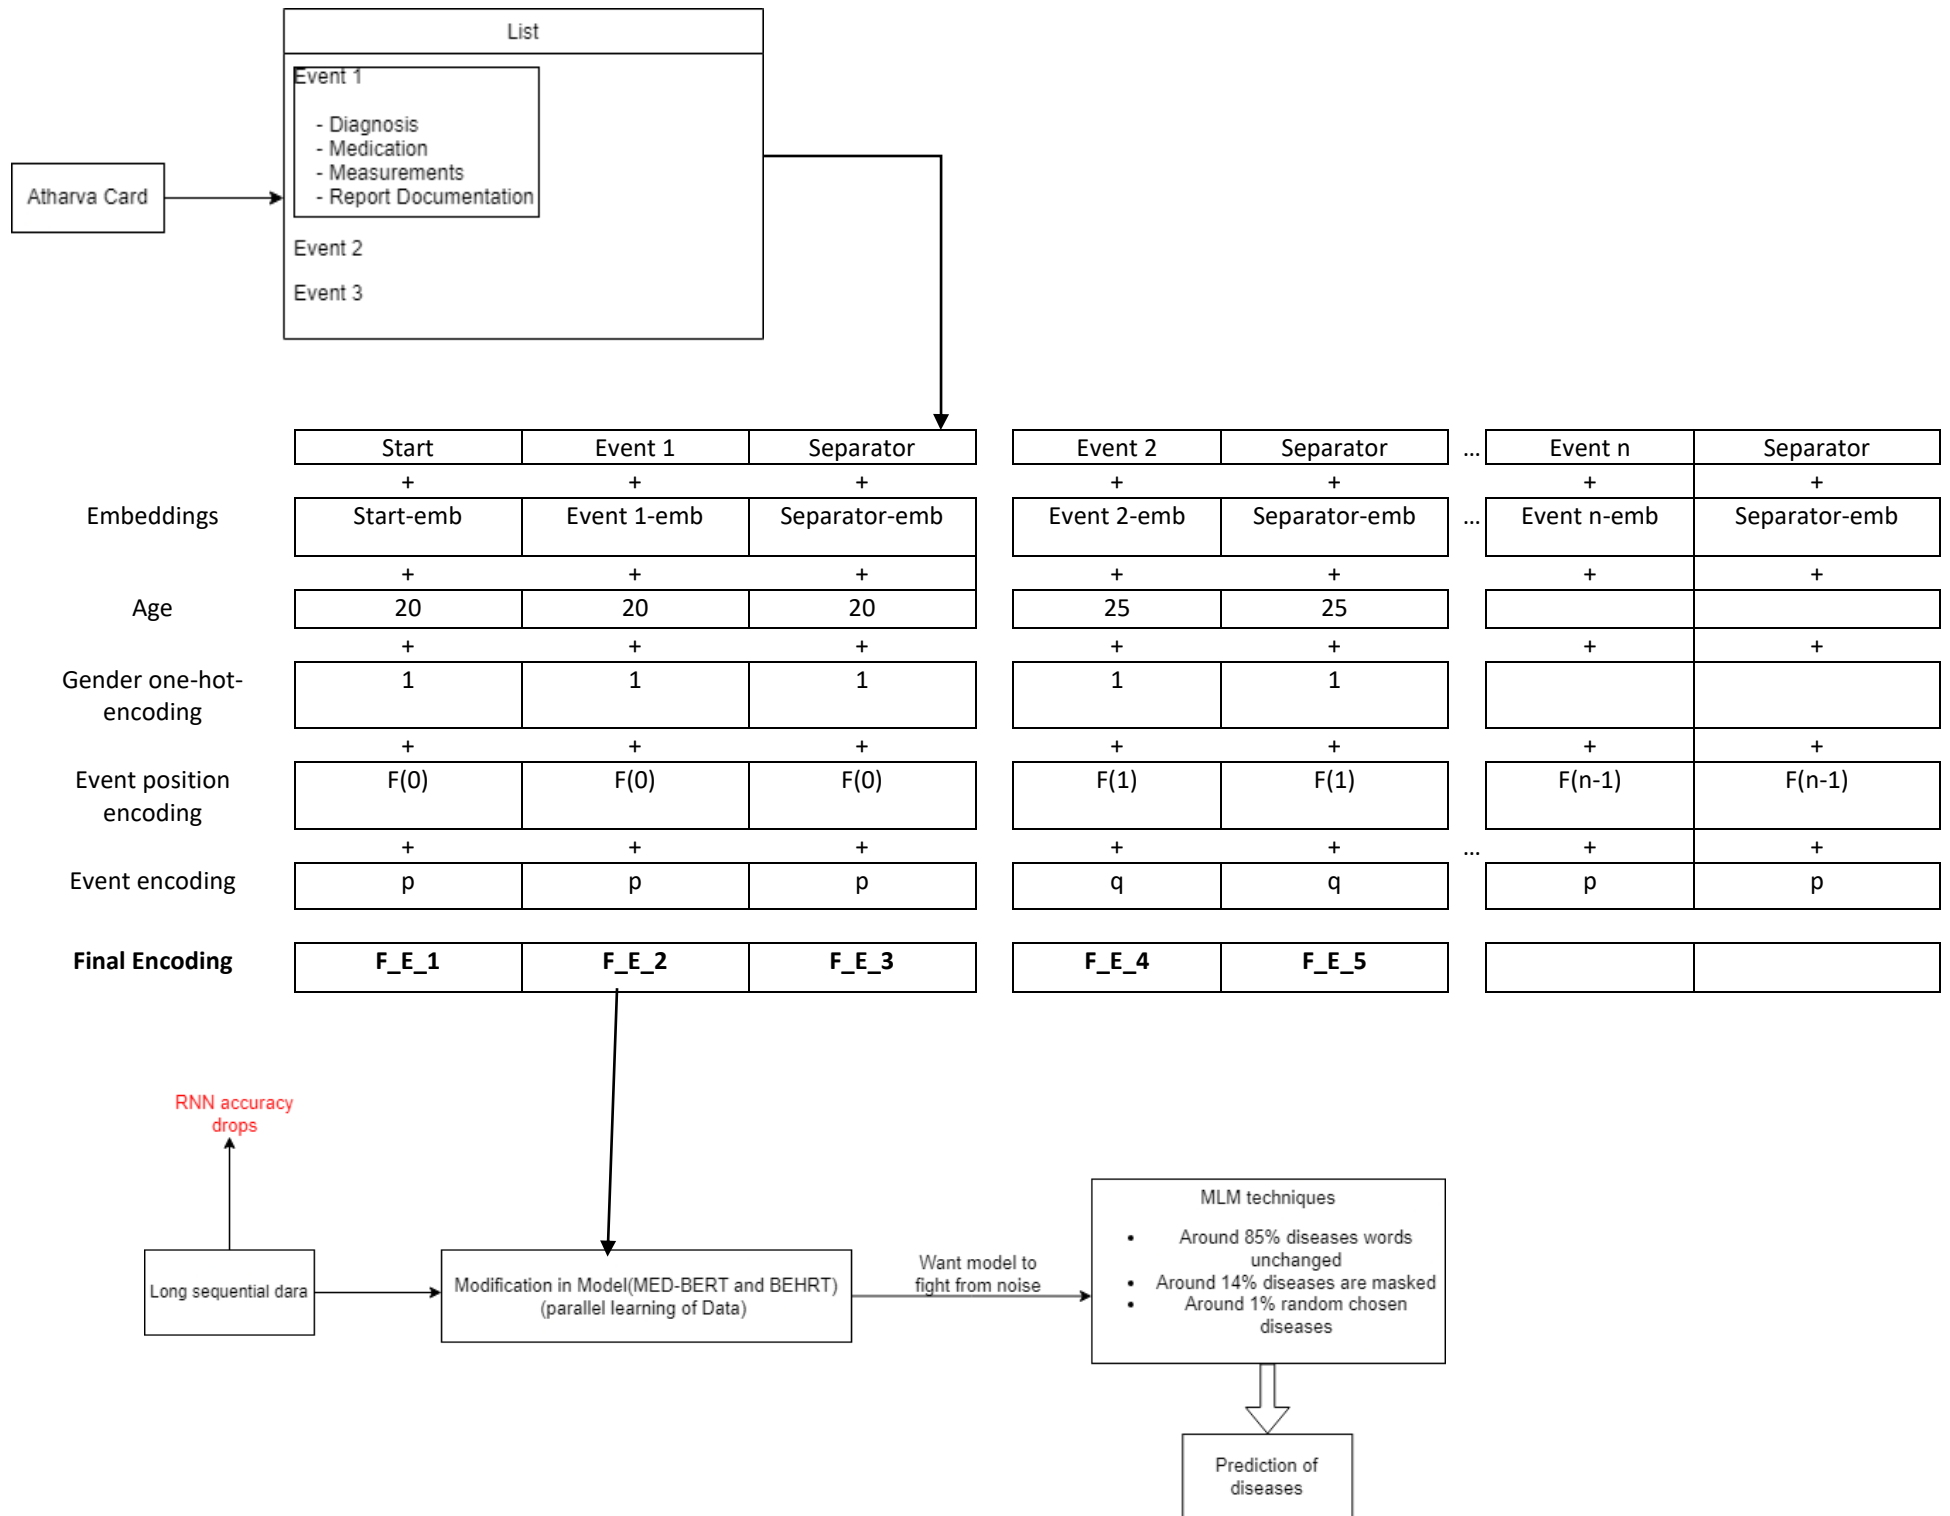 List
Event 1
- Diagnosis
- Medication
- Measurements
- Report Documentation
Atharva Card
Event 2
Event 3
Start Event 1 Separator Event 2 Separator ... Event n Separator
+ + + + + + +
Embeddings Start-emb Event 1-emb Separator-emb Event 2-emb Separator-emb ... Event n-emb Separator-emb
+ + + + + + +
Age 20 20 20 25 25
+ + + + + + +
Gender one-hot- 1 1 1 1 1
encoding
+ + + + + + +
Event position F(0) F(0) F(0) F(1) F(1) F(n-1) F(n-1)
encoding
+ + + + + ... + +
Event encoding p p p q q p p
Final Encoding F_E_1 F_E_2 F_E_3 F_E_4 F_E_5
RNN accuracy
drops
Long sequential dara
Modification in Model(MED-BERT and BEHRT)
(parallel learning of Data)
Want model to
fight from noise
MLM techniques
• Around 85% diseases words
unchanged
• Around 14% diseases are masked
• Around 1% random chosen
diseases
Prediction of
diseases